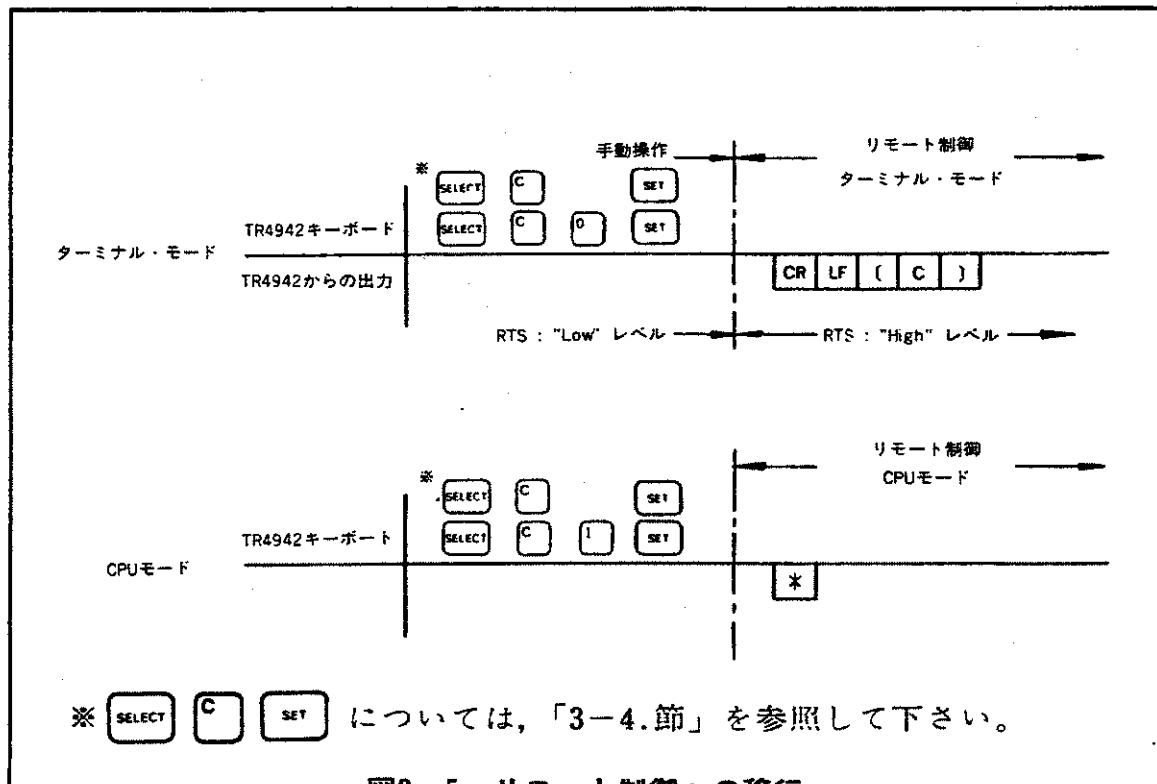 手動操作 リモート制御
ターミナル・モード
※ SELECT C SET
TR4942キーボード SELECT C 0 SET
ターミナル・モード
TR4942からの出力 CR LF ( C )
RTS : "Low" レベル RTS : "High" レベル
リモート制御
CPUモード
※ SELECT C SET
TR4942キーボート SELECT C 1 SET
CPUモード
*
※ SELECT C SET については,「3-4.節」を参照して下さい。